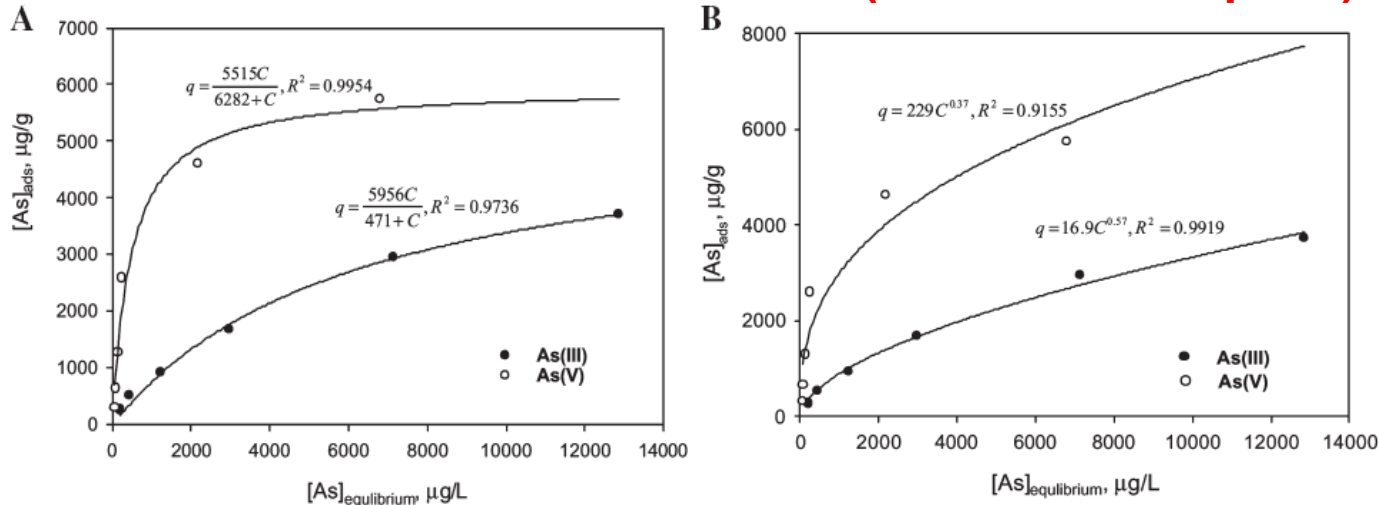 A
7000
6000
5000
4000
3000
2000
1000
0
[As]ads, μg/g
q = 5515C / 6282+C, R² = 0.9954
q = 5956C / 471+C, R² = 0.9736
As(III)
As(V)
0 2000 4000 6000 8000 10000 12000 14000
[As]equlibrium, μg/L
B
8000
6000
4000
2000
0
[As]ads, μg/g
q = 229C^0.37, R² = 0.9155
q = 16.9C^0.57, R² = 0.9919
As(III)
As(V)
0 2000 4000 6000 8000 10000 12000 14000
[As]equlibrium, μg/L